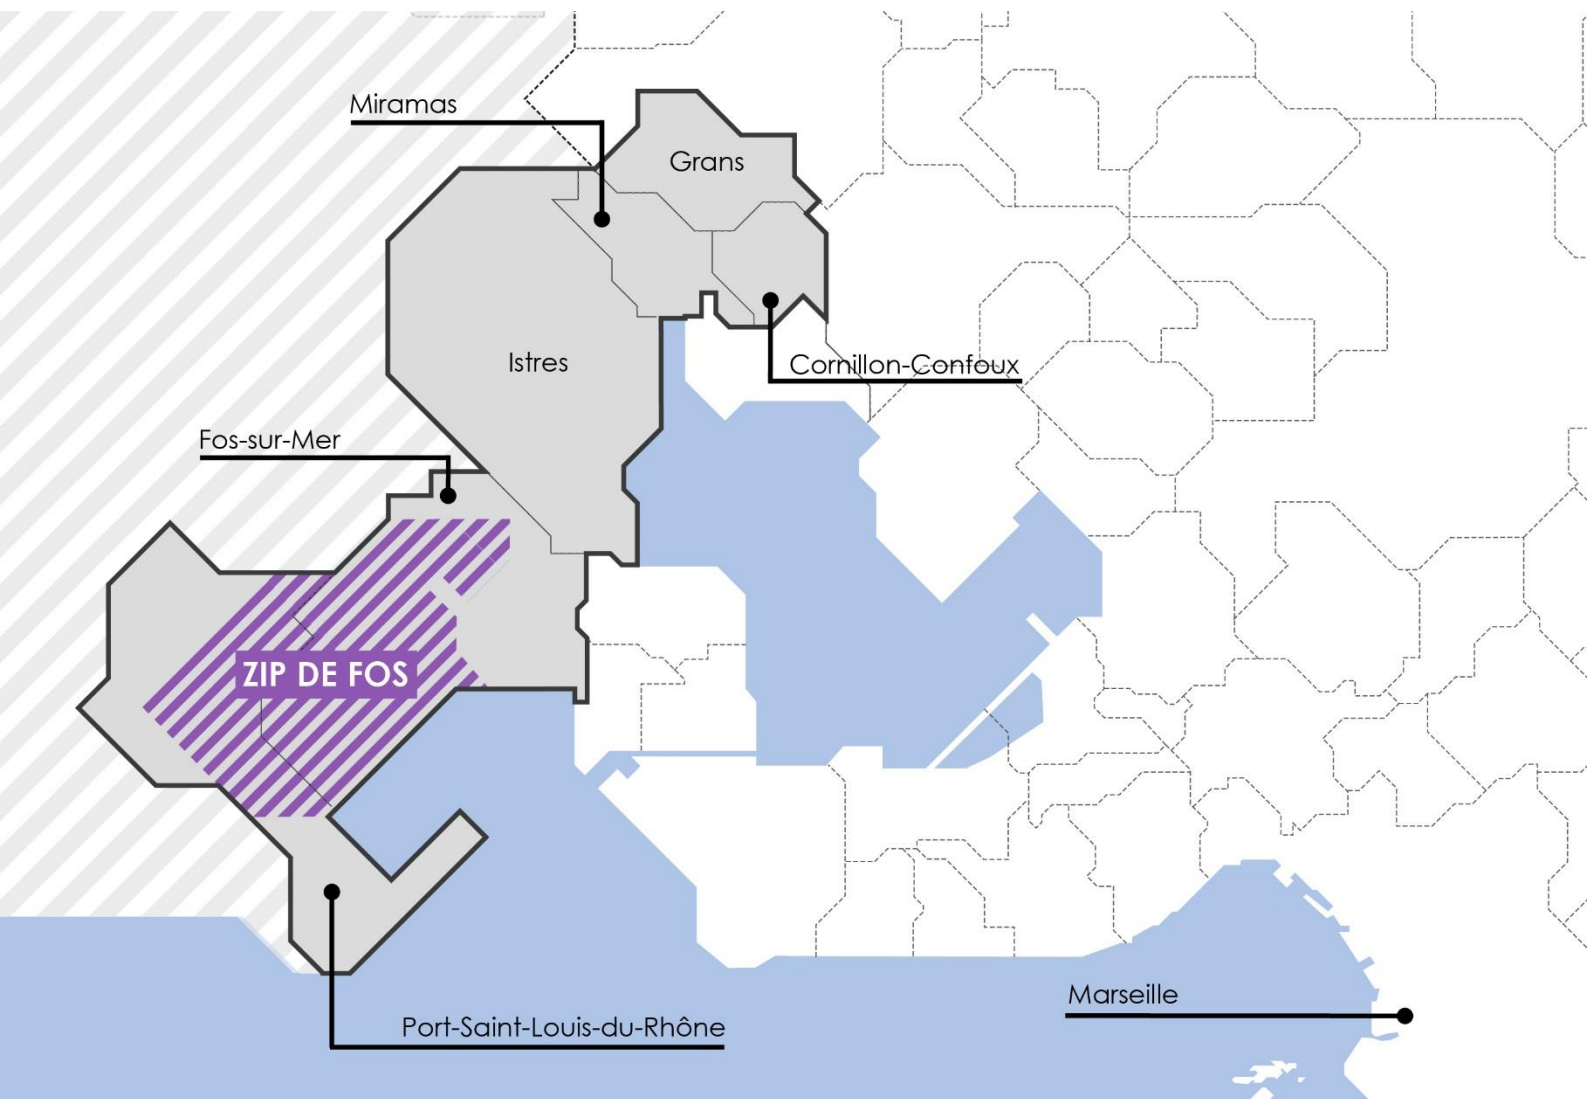 Miramas
Grans
Istres
Cornillon-Confoux
Fos-sur-Mer
ZIP DE FOS
Marseille
Port-Saint-Louis-du-Rhône